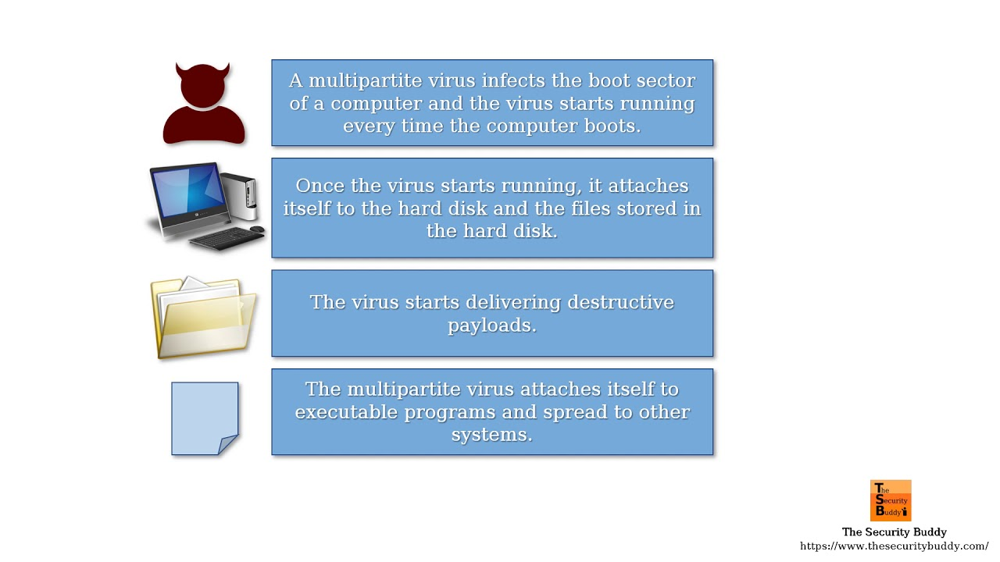 A multipartite virus infects the boot sector
of a computer and the virus starts running
every time the computer boots.
Once the virus starts running, it attaches
itself to the hard disk and the files stored in
the hard disk.
The virus starts delivering destructive
payloads.
The multipartite virus attaches itself to
executable programs and spread to other
systems.
The
Security
Buddy
The Security Buddy
https://www.thesecuritybuddy.com/